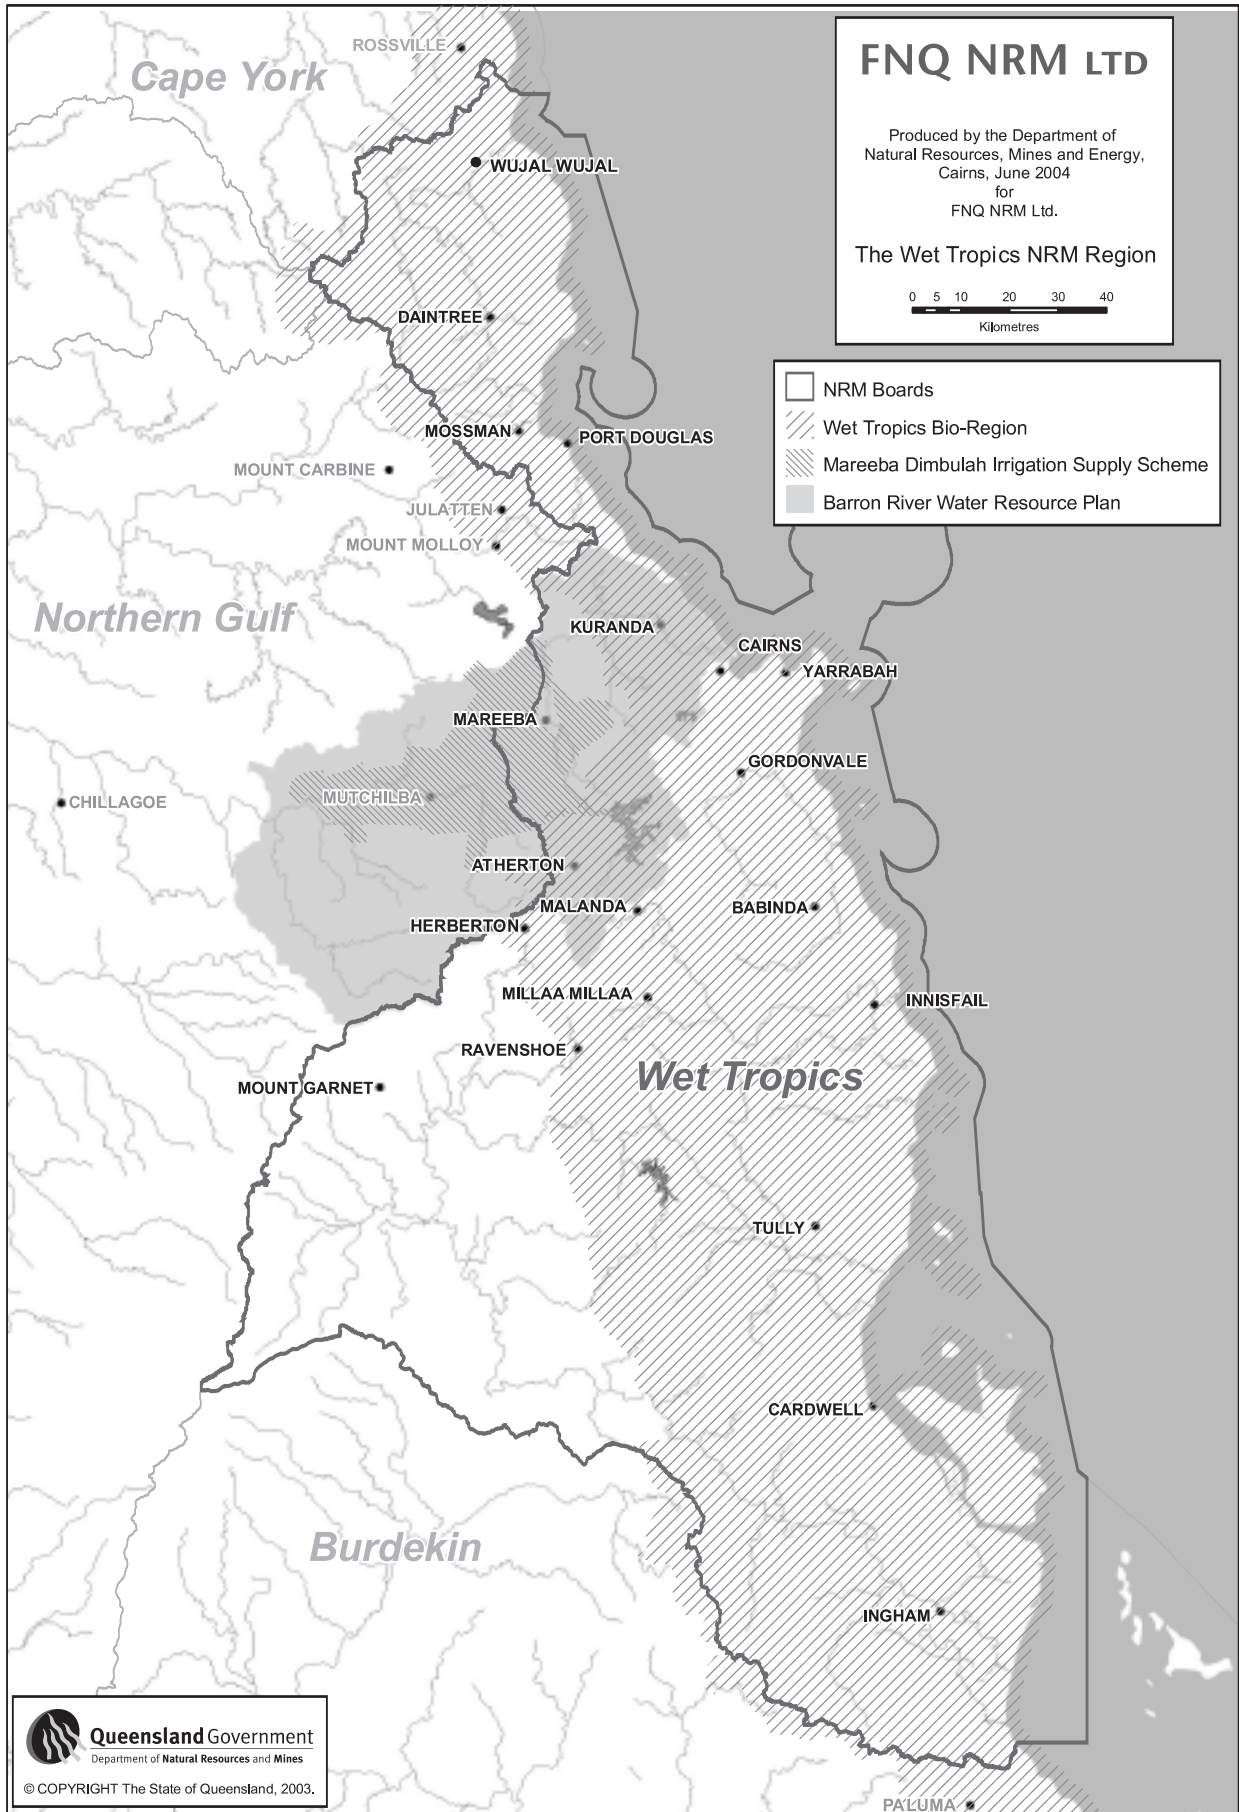 ROSSVILLE
Cape York
FNQ NRM LTD
Produced by the Department of
Natural Resources, Mines and Energy,
Cairns, June 2004
for
FNQ NRM Ltd.
The Wet Tropics NRM Region
0 5 10 20 30 40
Kilometres
NRM Boards
Wet Tropics Bio-Region
Mareeba Dimbulah Irrigation Supply Scheme
Barron River Water Resource Plan
WUJAL WUJAL
DAINTREE
MOSSMAN
PORT DOUGLAS
MOUNT CARBINE
JULATTEN
MOUNT MOLLOY
Northern Gulf
KURANDA
CAIRNS
YARRABAH
MAREEBA
GORDONVALE
MUTCHILBA
CHILLAGOE
ATHERTON
MALANDA
BABINDA
HERBERTON
MILLAA MILLAA
INNISFAIL
RAVENSHOE
Wet Tropics
MOUNT GARNET
TULLY
CARDWELL
Burdekin
INGHAM
Queensland Government
Department of Natural Resources and Mines
© COPYRIGHT The State of Queensland, 2003.
PALUMA